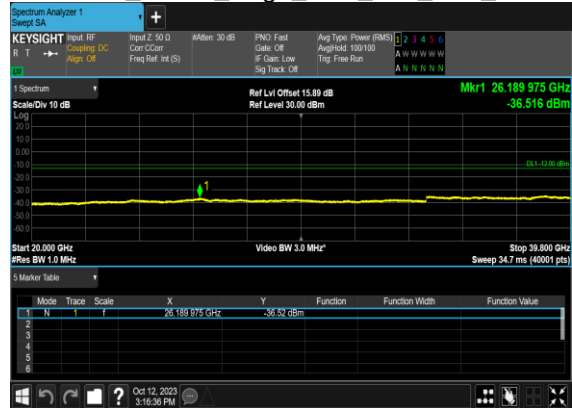 Spectrum Analyzer 1
Swept SA
+
KEYSIGHT Input: RF Input Z: 50 Ω #Atten: 30 dB PNO: Fast Avg Type: Power (RMS) 1 2 3 4 5 6
R T Coupling: DC Corr CCorr Gate: Off Avg|Hold: 100/100 A W W W W W
Align: Off Freq Ref: Int (S) IF Gain: Low Trig: Free Run
Sig Track: Off A N N N N N
1 Spectrum Ref Lvl Offset 15.89 dB Mkr1 26.189 975 GHz
Scale/Div 10 dB Ref Level 30.00 dBm -36.516 dBm
Log
20.0
10.0
0.00
-10.0 DL1 -13.00 dBm
-20.0
-30.0 1
-40.0
-50.0
-60.0
Start 20.000 GHz Video BW 3.0 MHz* Stop 39.800 GHz
#Res BW 1.0 MHz Sweep 34.7 ms (40001 pts)
5 Marker Table
Mode Trace Scale X Y Function Function Width Function Value
1 N 1 f 26.189 975 GHz -36.52 dBm
2
3
4
5
6
? Oct 12, 2023
3:16:36 PM